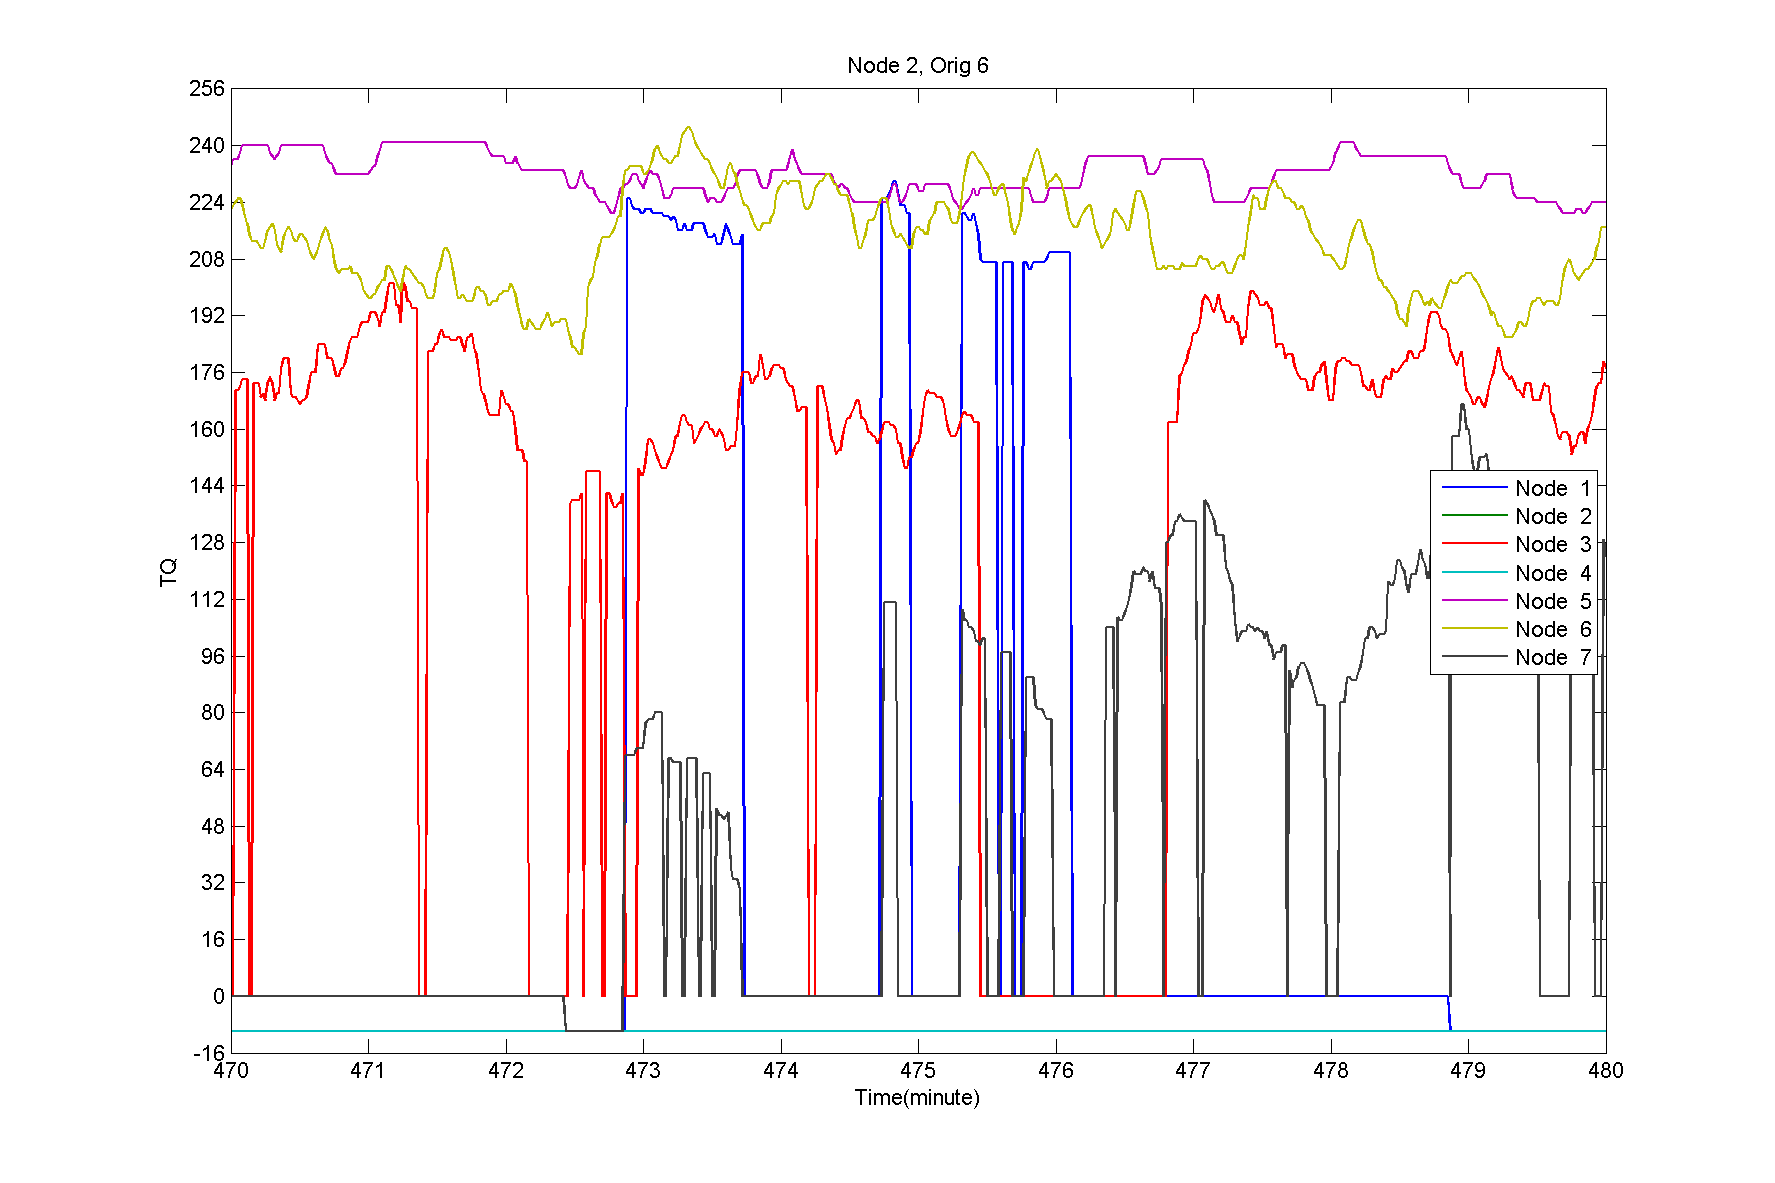 Node 2, Orig 6
256
240
224
208
192
176
160
144
128
112
96
80
64
48
32
16
0
-16
TQ
Node 1
Node 2
Node 3
Node 4
Node 5
Node 6
Node 7
470 471 472 473 474 475 476 477 478 479 480
Time(minute)